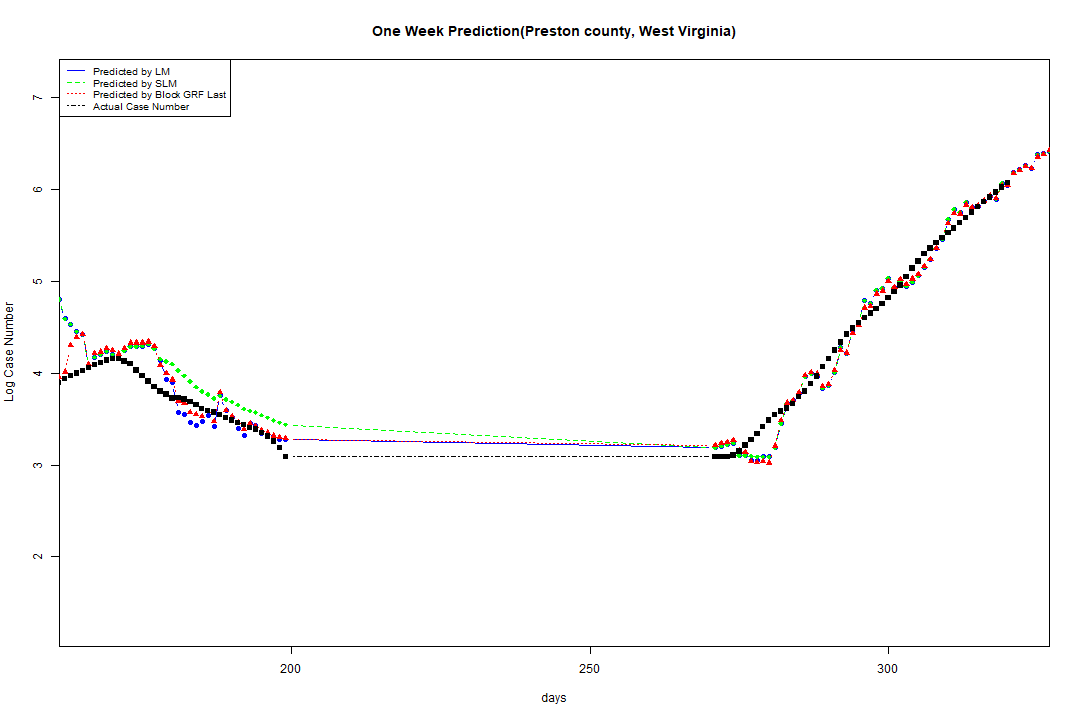 One Week Prediction(Preston county, West Virginia)
Predicted by LM
Predicted by SLM
Predicted by Block GRF Last
Actual Case Number
7
6
5
4
3
2
Log Case Number
200
250
300
days